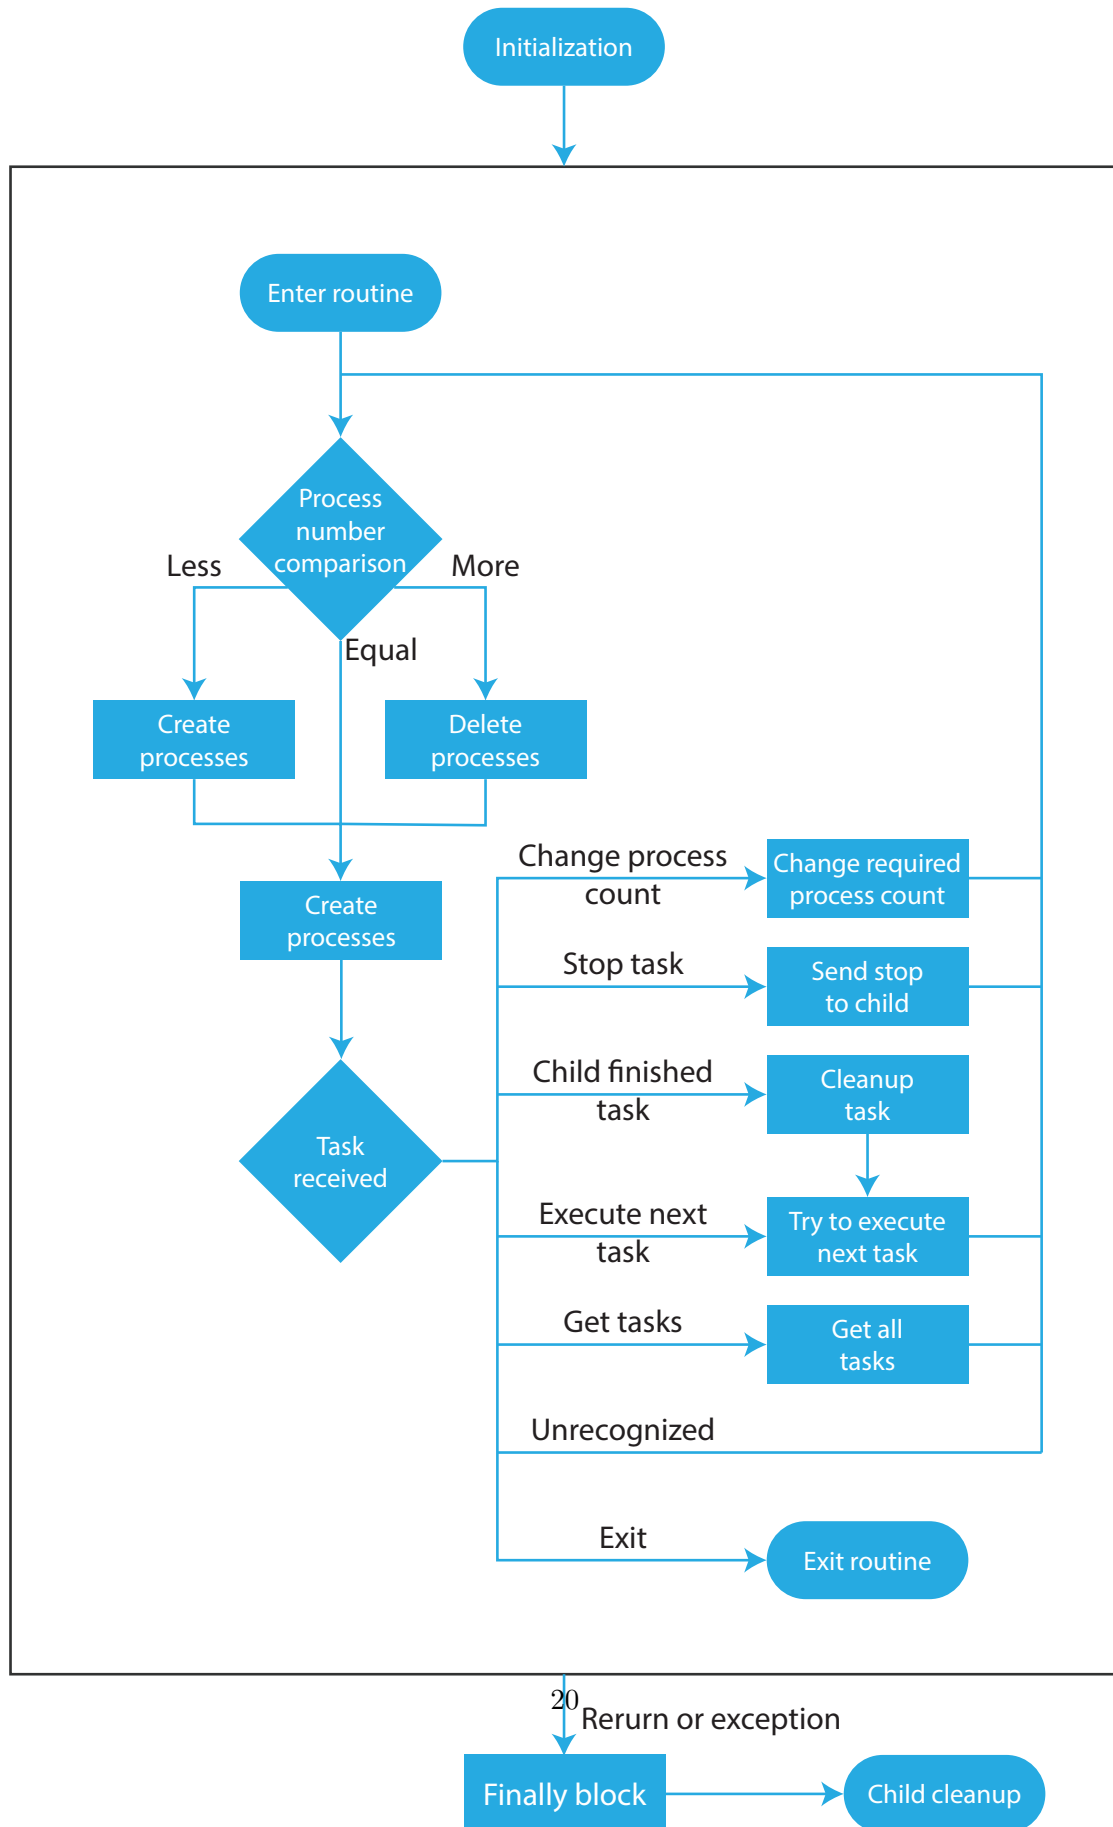 Initialization
Enter routine
Process
number
comparison
Less
More
Equal
Create
processes
Delete
processes
Create
processes
Task
received
Change process
count
Change required
process count
Stop task
Send stop
to child
Child finished
task
Cleanup
task
Execute next
task
Try to execute
next task
Get tasks
Get all
tasks
Unrecognized
Exit
Exit routine
20
Rerurn or exception
Finally block
Child cleanup